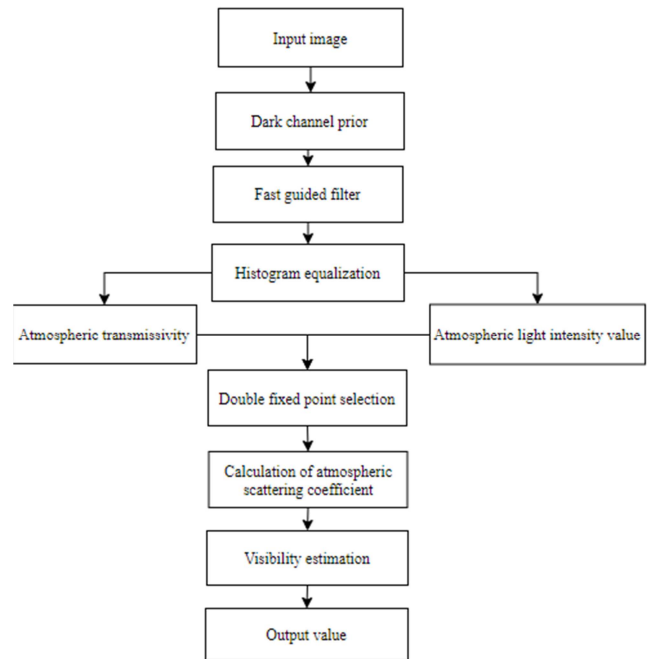 Input image
Dark channel prior
Fast guided filter
Histogram equalization
Atmospheric transmissivity
Atmospheric light intensity value
Double fixed point selection
Calculation of atmospheric
scattering coefficient
Visibility estimation
Output value